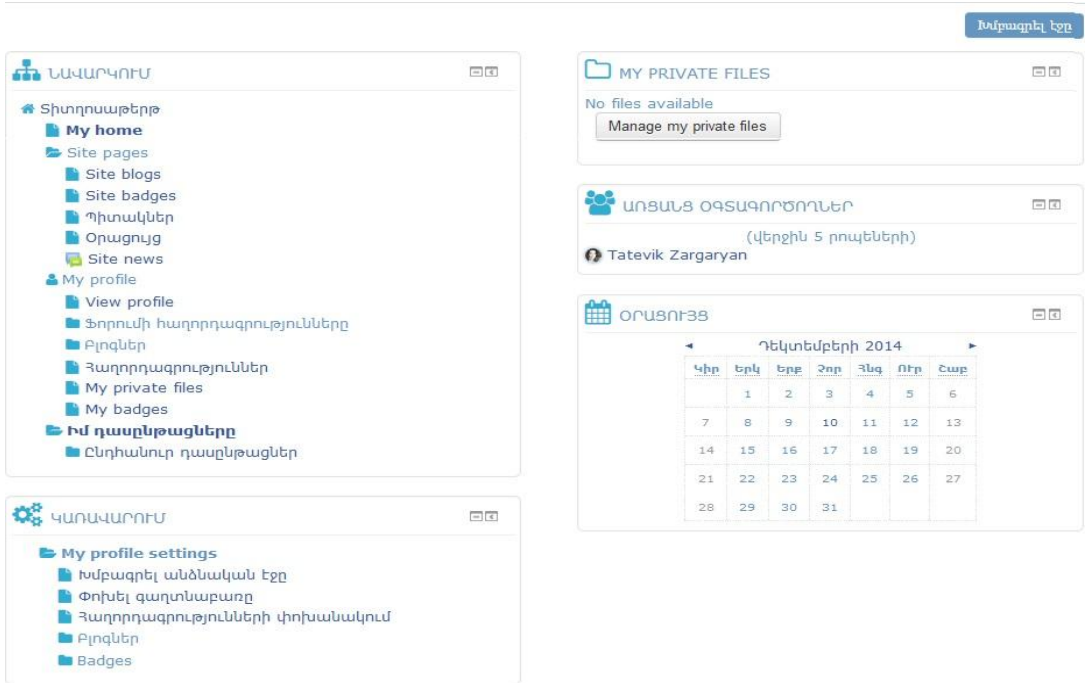 Խմբագրել էջը
ՆԱՎԱՐԿՈՒՄ
Տիտղոսաթերթ
My home
Site pages
Site blogs
Site badges
Պիտակներ
Օրացույց
Site news
My profile
View profile
Ֆորումի հաղորդագրությունները
Բլոգներ
Հաղորդագրություններ
My private files
My badges
Իմ դասընթացները
Ընդհանուր դասընթացներ
ԿԱՌԱՎԱՐՈՒՄ
My profile settings
Խմբագրել անձնական էջը
Փոխել գաղտնաբառը
Հաղորդագրությունների փոխանակում
Բլոգներ
Badges
MY PRIVATE FILES
No files available
Manage my private files
ԱՌՑԱՆՑ ՕԳՏԱԳՈՐԾՈՂՆԵՐ
(վերջին 5 րոպեների)
Tatevik Zargaryan
ՕՐԱՑՈՒՅՑ
◄ Դեկտեմբերի 2014 ►
Կիր Երկ Երք Չոր Հնգ Ուր Շաբ
1 2 3 4 5 6
7 8 9 10 11 12 13
14 15 16 17 18 19 20
21 22 23 24 25 26 27
28 29 30 31